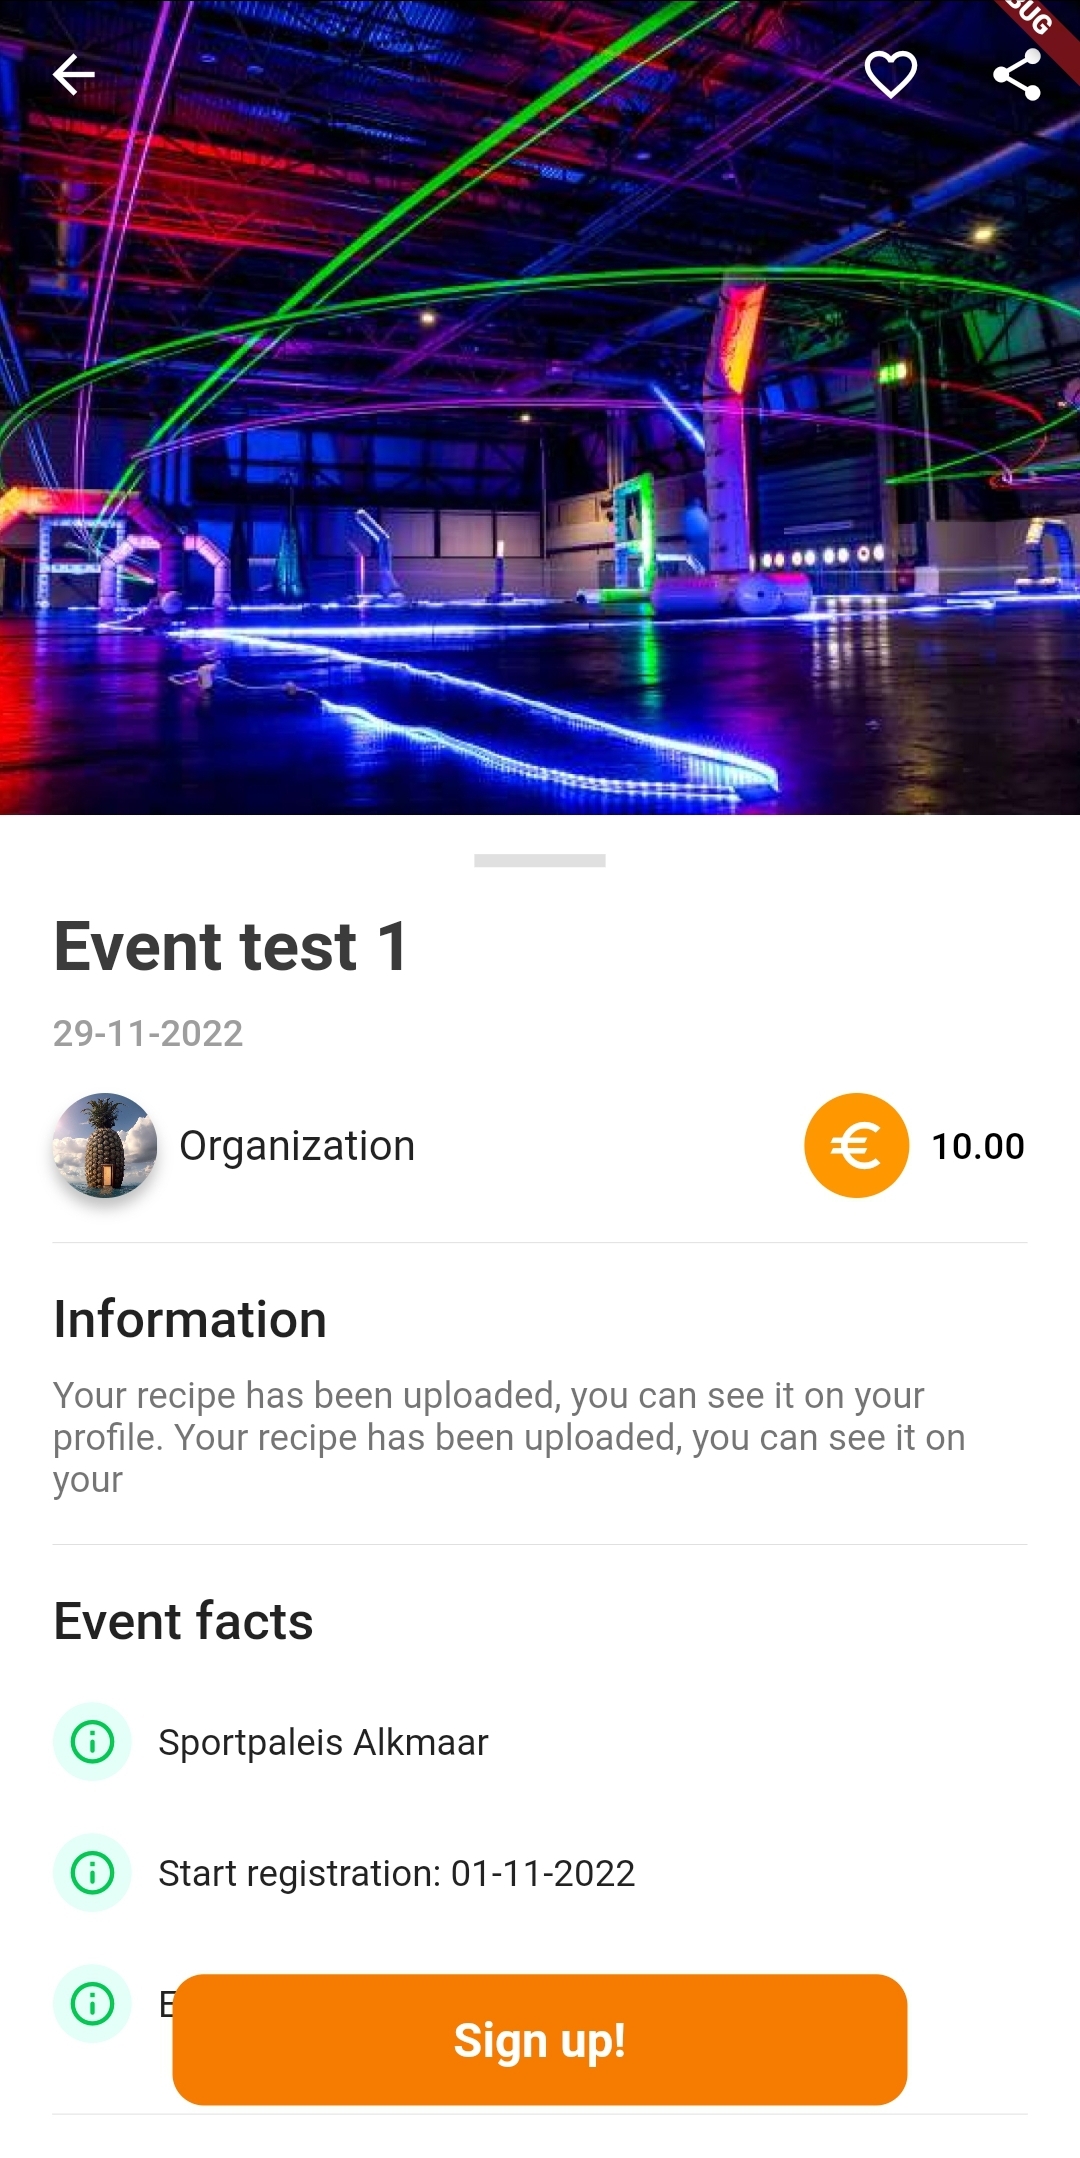 BUG
Event test 1
29-11-2022
Organization
€ 10.00
Information
Your recipe has been uploaded, you can see it on your
profile. Your recipe has been uploaded, you can see it on
your
Event facts
Sportpaleis Alkmaar
Start registration: 01-11-2022
E
Sign up!